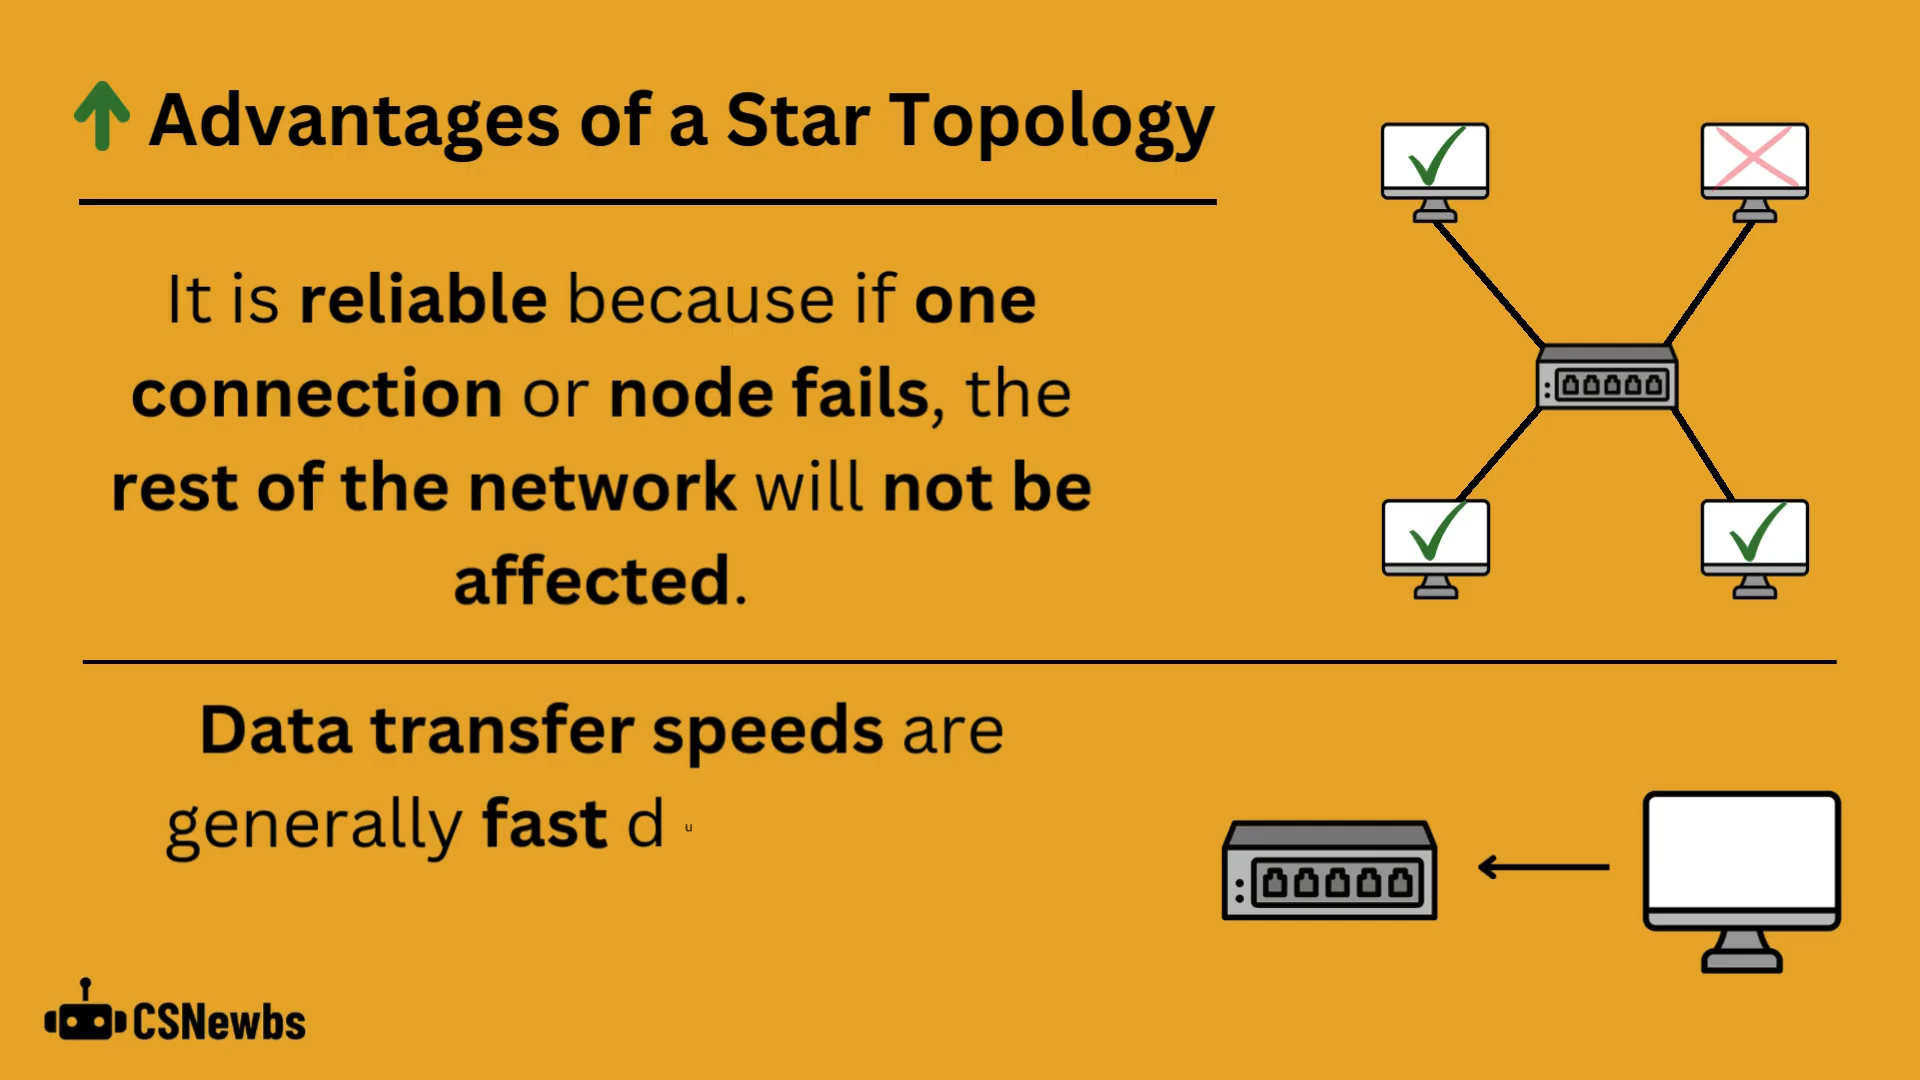 Advantages of a Star Topology
It is reliable because if one
connection or node fails, the
rest of the network will not be
affected.
Data transfer speeds are
generally fast d u
CSNewbs